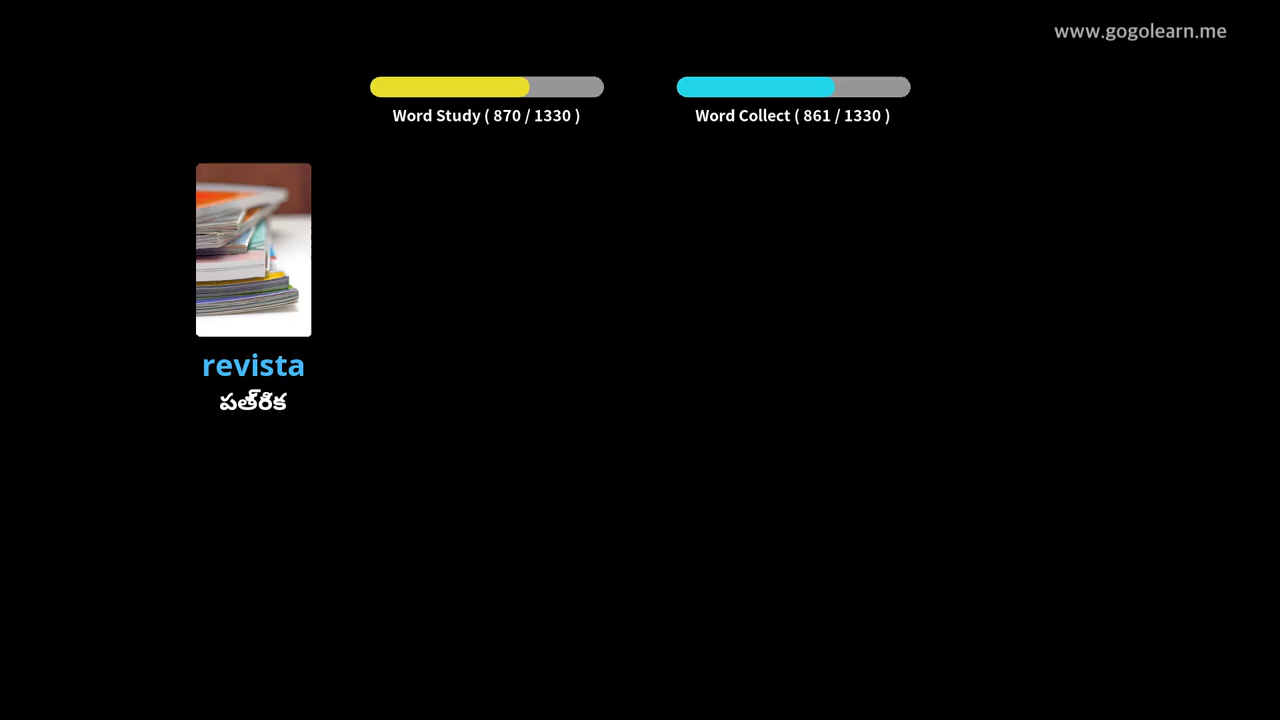 www.gogolearn.me
Word Study ( 870 / 1330 )
Word Collect ( 861 / 1330 )
revista
పత్రిక